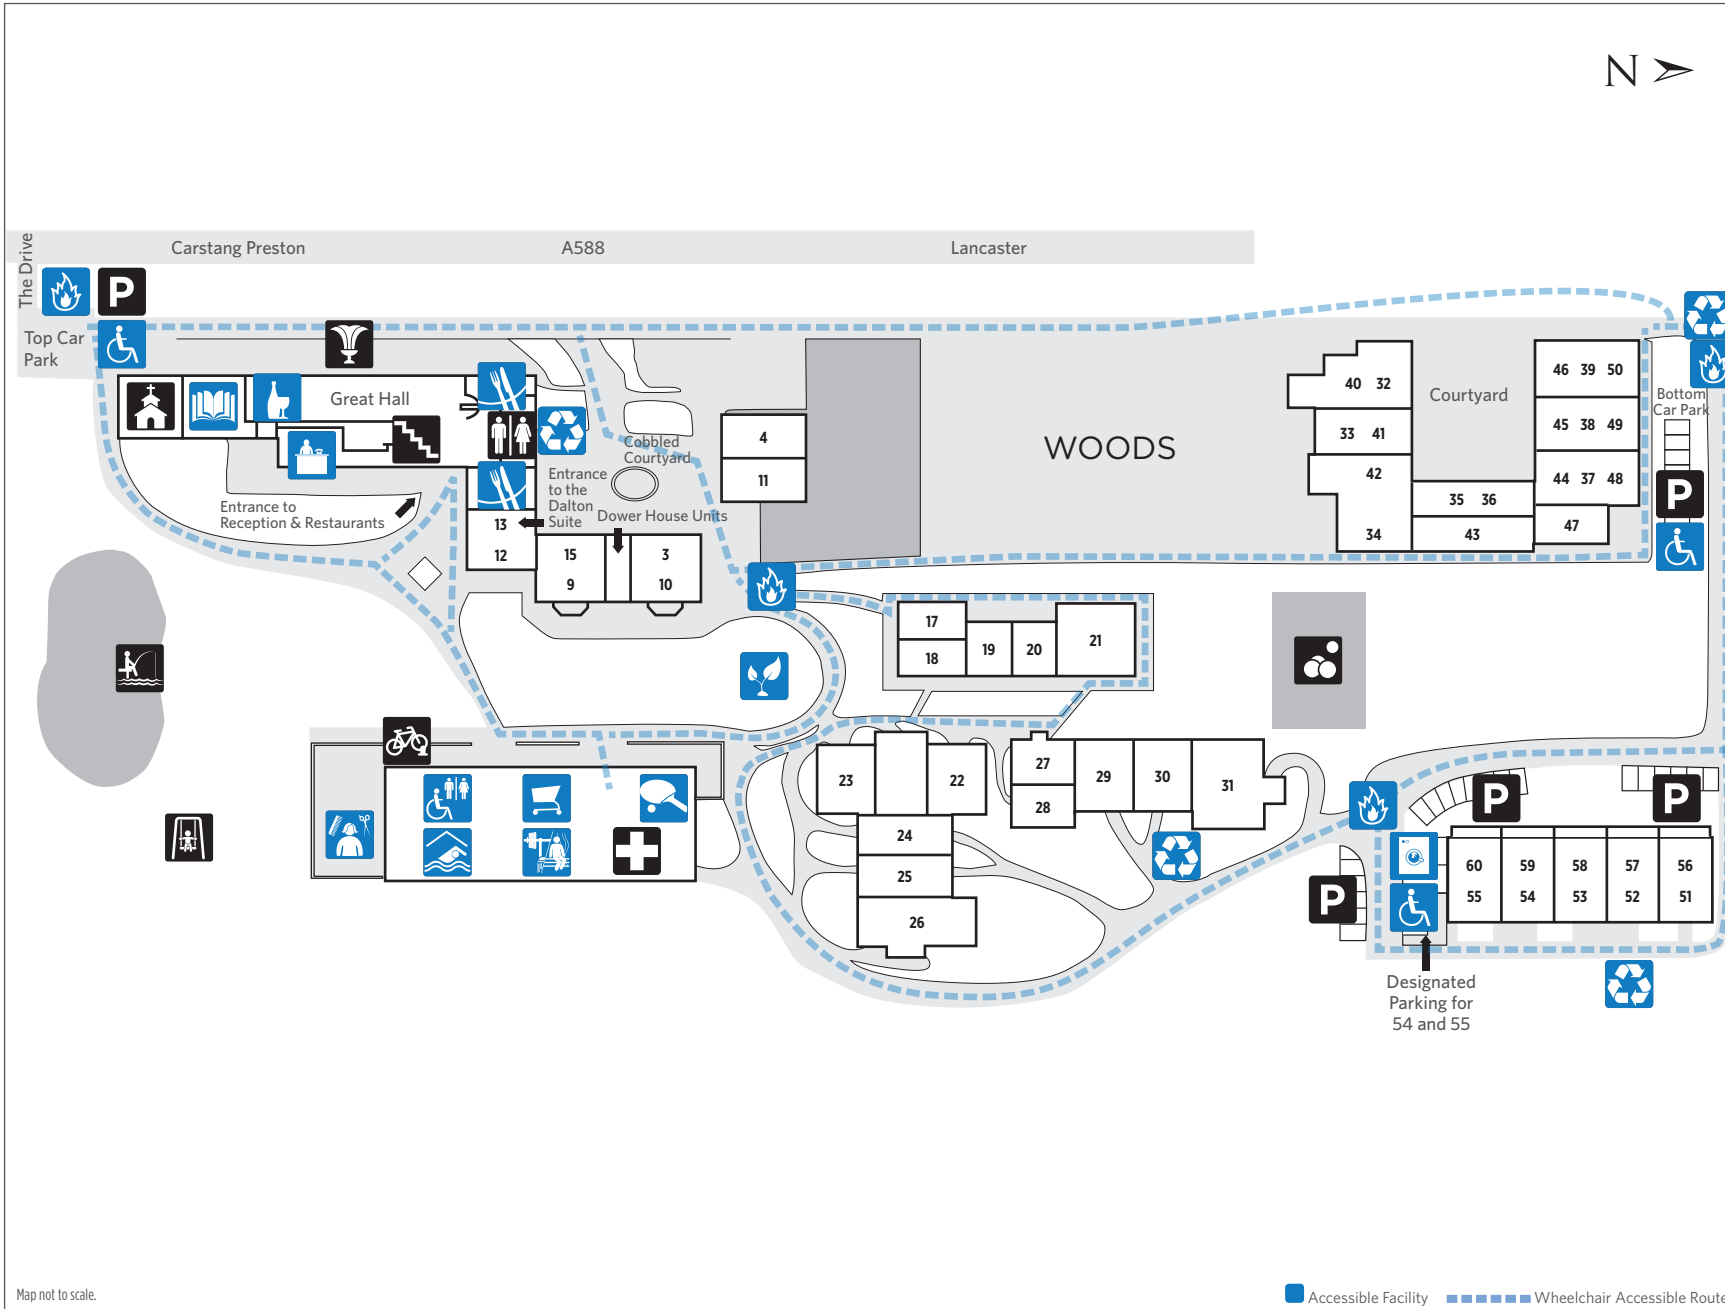 N
Carstang Preston
A588
Lancaster
The Drive
P
Top Car
Park
Great Hall
Cobbled
Courtyard
Entrance
to the
Dalton
Suite
Dower House Units
Entrance to
Reception & Restaurants
4
11
13
12
15
9
3
10
WOODS
40 32
33 41
42
34
Courtyard
35 36
43
46 39 50
45 38 49
44 37 48
47
Bottom
Car Park
P
17
18
19
20
21
23
22
24
25
26
27
28
29
30
31
P
P
P
60
55
59
54
58
53
57
52
56
51
Designated
Parking for
54 and 55
Map not to scale.
Accessible Facility
Wheelchair Accessible Route